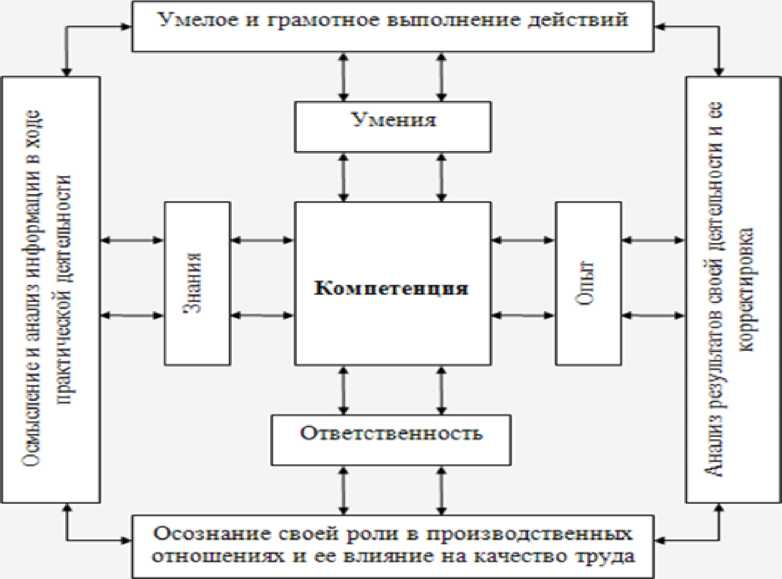 Умелое и грамотное выполнение действий
Умения
Осмысление и анализ информации в ходе
практической деятельности
Знания
Компетенция
Опыт
Анализ результатов своей деятельности и ее
корректировка
Ответственность
Осознание своей роли в производственных
отношениях и ее влияние на качество труда